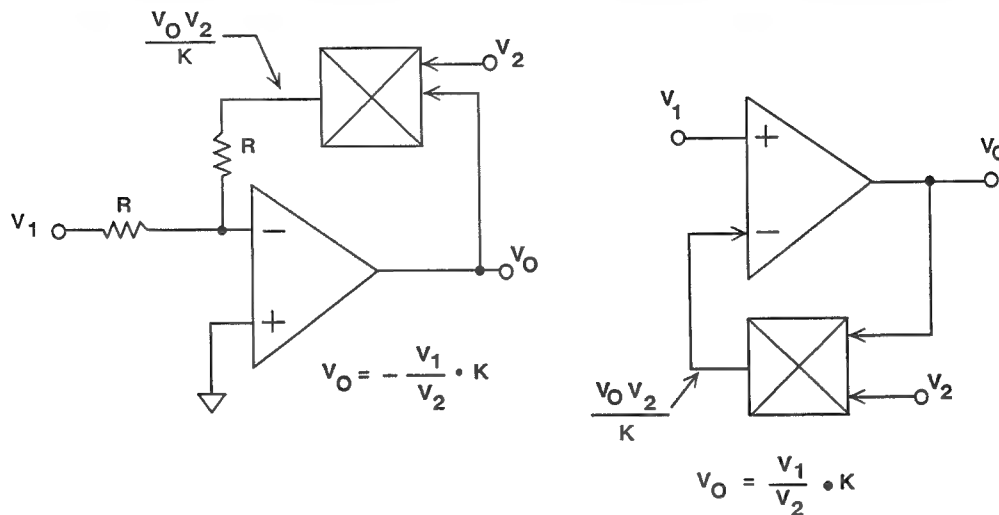 V_O V_2
K
V_2
R
R
V_1
−
+
V_O
V_O = − V_1 / V_2 • K
V_1
+
−
V_O
V_2
V_O V_2
K
V_O = V_1 / V_2 • K